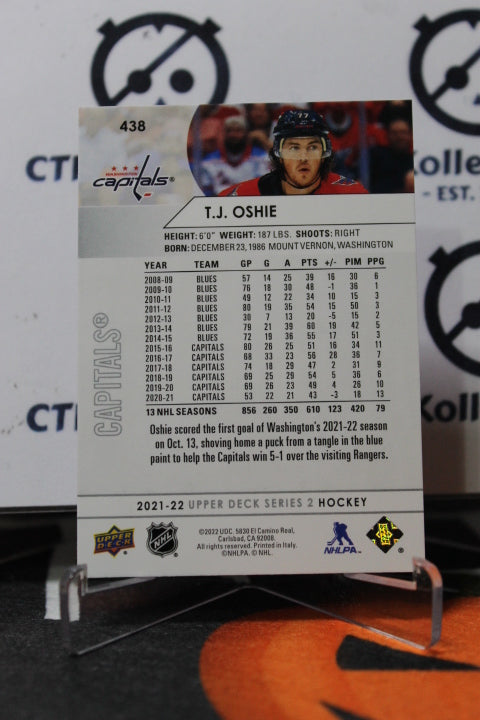 438
WASHINGTON
capitals®
77
T.J. OSHIE
HEIGHT: 6'0" WEIGHT: 187 LBS. SHOOTS: RIGHT
BORN: DECEMBER 23, 1986 MOUNT VERNON, WASHINGTON
YEAR TEAM GP G A PTS +/- PIM PPG
2008-09 BLUES 57 14 25 39 16 30 6
2009-10 BLUES 76 18 30 48 -1 36 1
2010-11 BLUES 49 12 22 34 10 15 3
2011-12 BLUES 80 19 35 54 15 50 3
2012-13 BLUES 30 7 13 20 -5 15 2
2013-14 BLUES 79 21 39 60 19 42 5
2014-15 BLUES 72 19 36 55 17 51 3
2015-16 CAPITALS 80 26 25 51 16 34 11
2016-17 CAPITALS 68 33 23 56 28 36 7
2017-18 CAPITALS 74 18 29 47 2 31 9
2018-19 CAPITALS 69 25 29 54 5 36 6
2019-20 CAPITALS 69 26 23 49 4 26 10
2020-21 CAPITALS 53 22 21 43 -3 18 13
13 NHL SEASONS 856 260 350 610 123 420 79
CAPITALS®
Oshie scored the first goal of Washington's 2021-22 season
on Oct. 13, shoving home a puck from a tangle in the blue
paint to help the Capitals win 5-1 over the visiting Rangers.
2021-22 UPPER DECK SERIES 2 HOCKEY
UPPER
DECK
NHL
©2022 UDC. 5830 El Camino Real,
Carlsbad, CA 92008.
All rights reserved. Printed in Italy.
©NHLPA. © NHL.
NHLPA
CTI
Kolle
- EST.